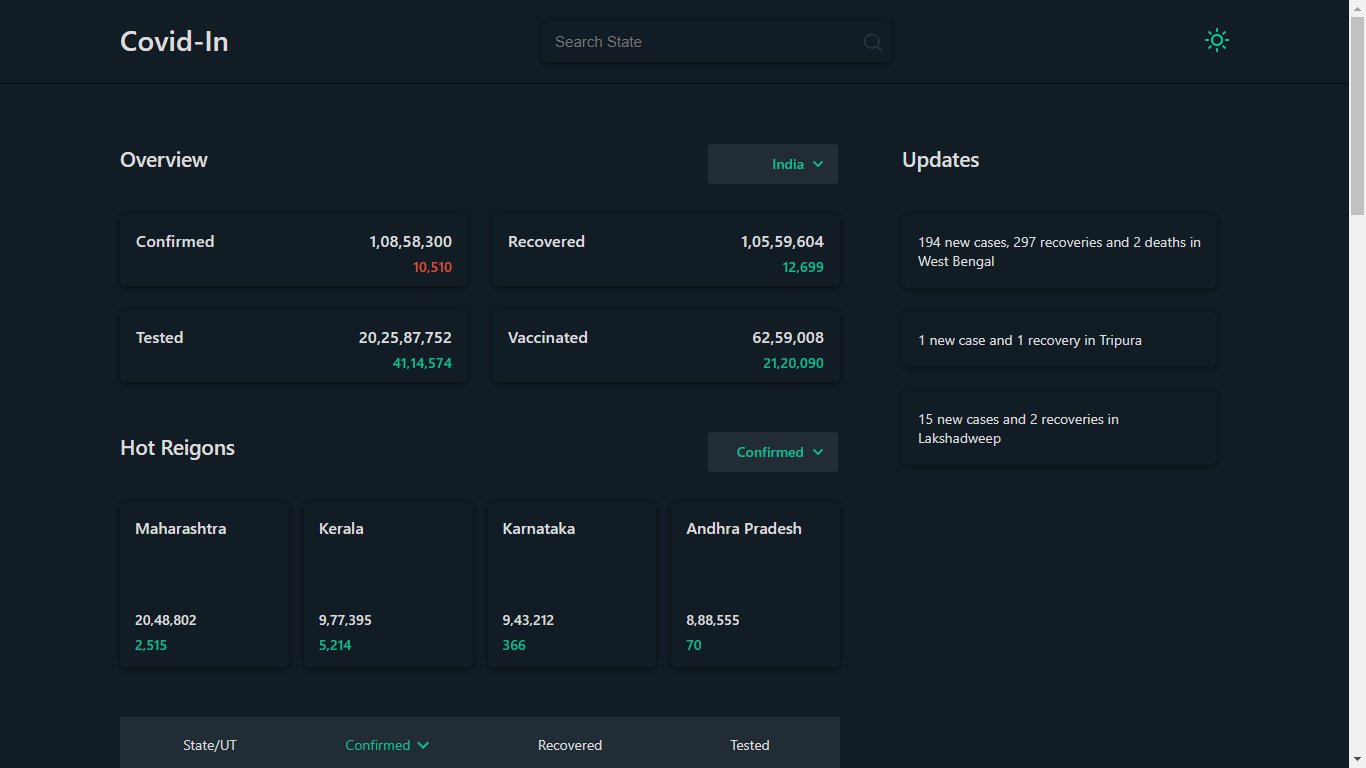 Covid-In
Search State
Overview
India
Confirmed
1,08,58,300
10,510
Recovered
1,05,59,604
12,699
Tested
20,25,87,752
41,14,574
Vaccinated
62,59,008
21,20,090
Hot Reigons
Confirmed
Maharashtra
20,48,802
2,515
Kerala
9,77,395
5,214
Karnataka
9,43,212
366
Andhra Pradesh
8,88,555
70
State/UT
Confirmed
Recovered
Tested
Updates
194 new cases, 297 recoveries and 2 deaths in
West Bengal
1 new case and 1 recovery in Tripura
15 new cases and 2 recoveries in
Lakshadweep